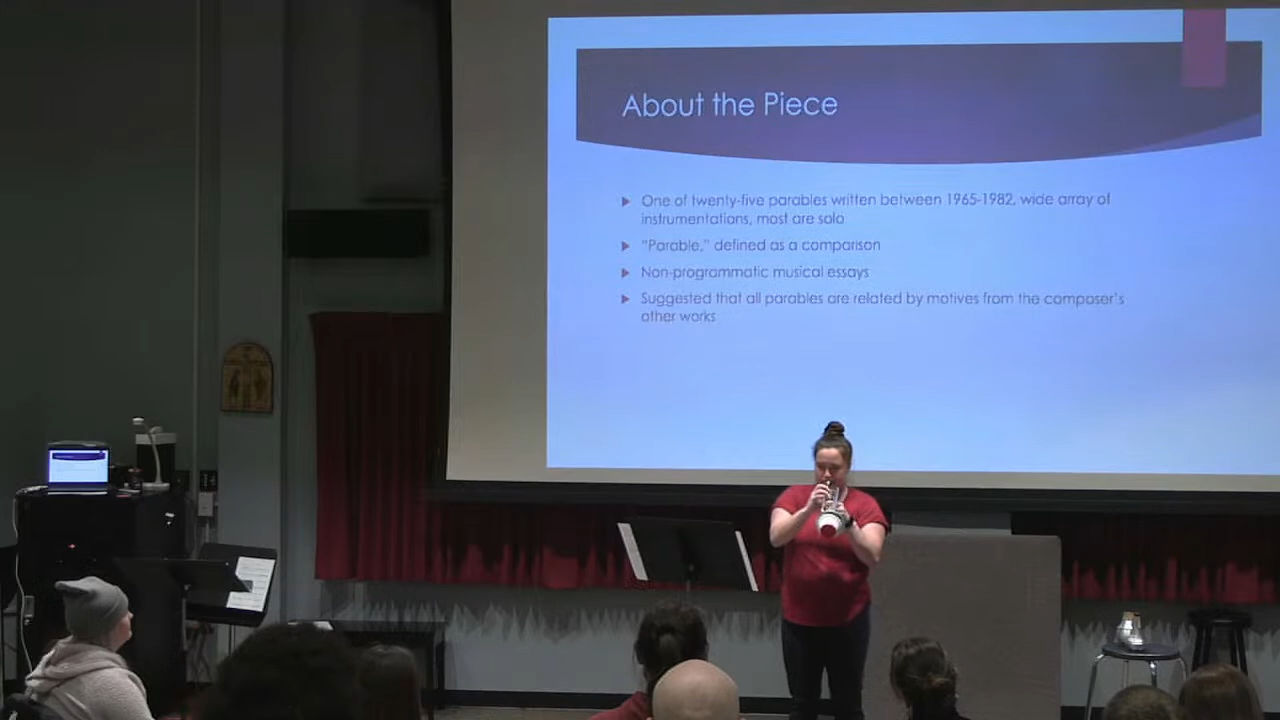 About the Piece
One of twenty-five parables written between 1965-1982, wide array of
instrumentations, most are solo
"Parable," defined as a comparison
Non-programmatic musical essays
Suggested that all parables are related by motives from the composer's
other works